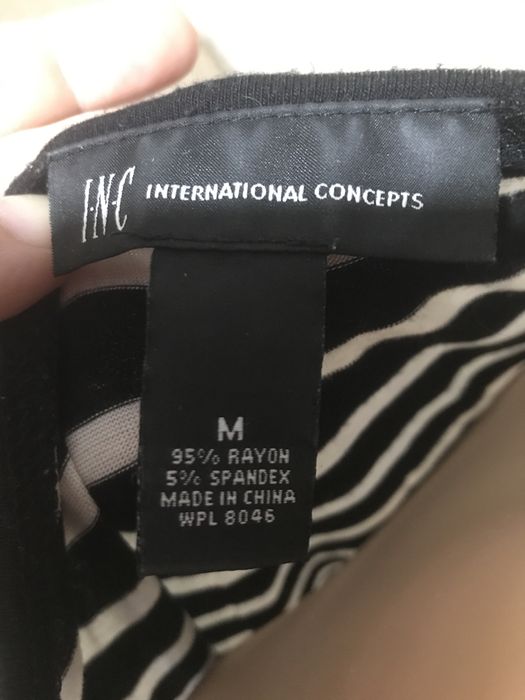 I·N·C INTERNATIONAL CONCEPTS
M
95% RAYON
5% SPANDEX
MADE IN CHINA
WPL 8046